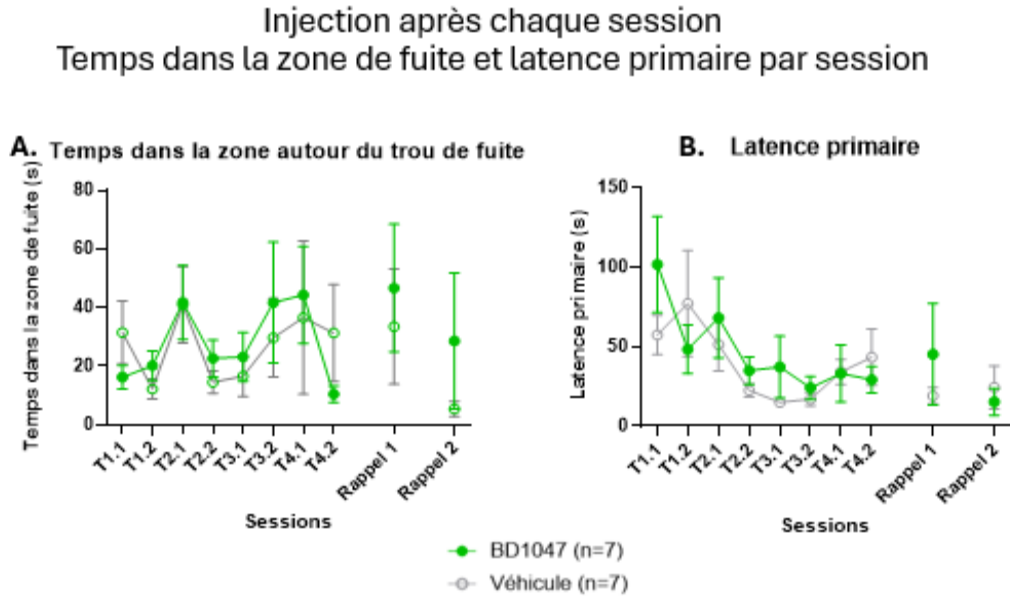 Injection après chaque session
Temps dans la zone de fuite et latence primaire par session
A. Temps dans la zone autour du trou de fuite
Temps dans la zone de fuite (s)
80
60
40
20
0
T1.1 T1.2 T2.1 T2.2 T3.1 T3.2 T4.1 T4.2 Rappel 1 Rappel 2
Sessions
B. Latence primaire
Latence primaire (s)
150
100
50
0
T1.1 T1.2 T2.1 T2.2 T3.1 T3.2 T4.1 T4.2 Rappel 1 Rappel 2
Sessions
BD1047 (n=7)
Véhicule (n=7)